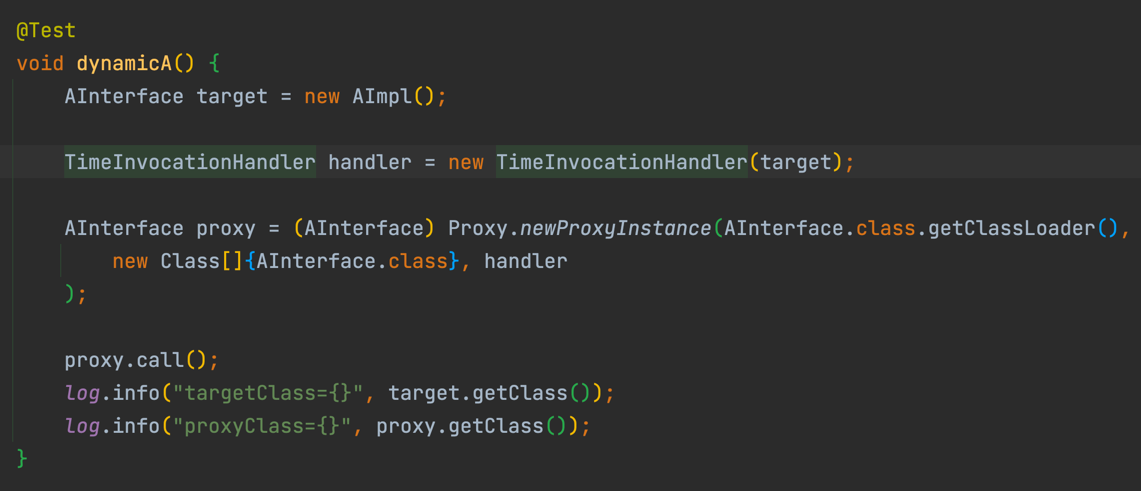 @Test
void dynamicA() {
    AInterface target = new AImpl();

    TimeInvocationHandler handler = new TimeInvocationHandler(target);

    AInterface proxy = (AInterface) Proxy.newProxyInstance(AInterface.class.getClassLoader(),
        new Class[]{AInterface.class}, handler
    );

    proxy.call();
    log.info("targetClass={}", target.getClass());
    log.info("proxyClass={}", proxy.getClass());
}